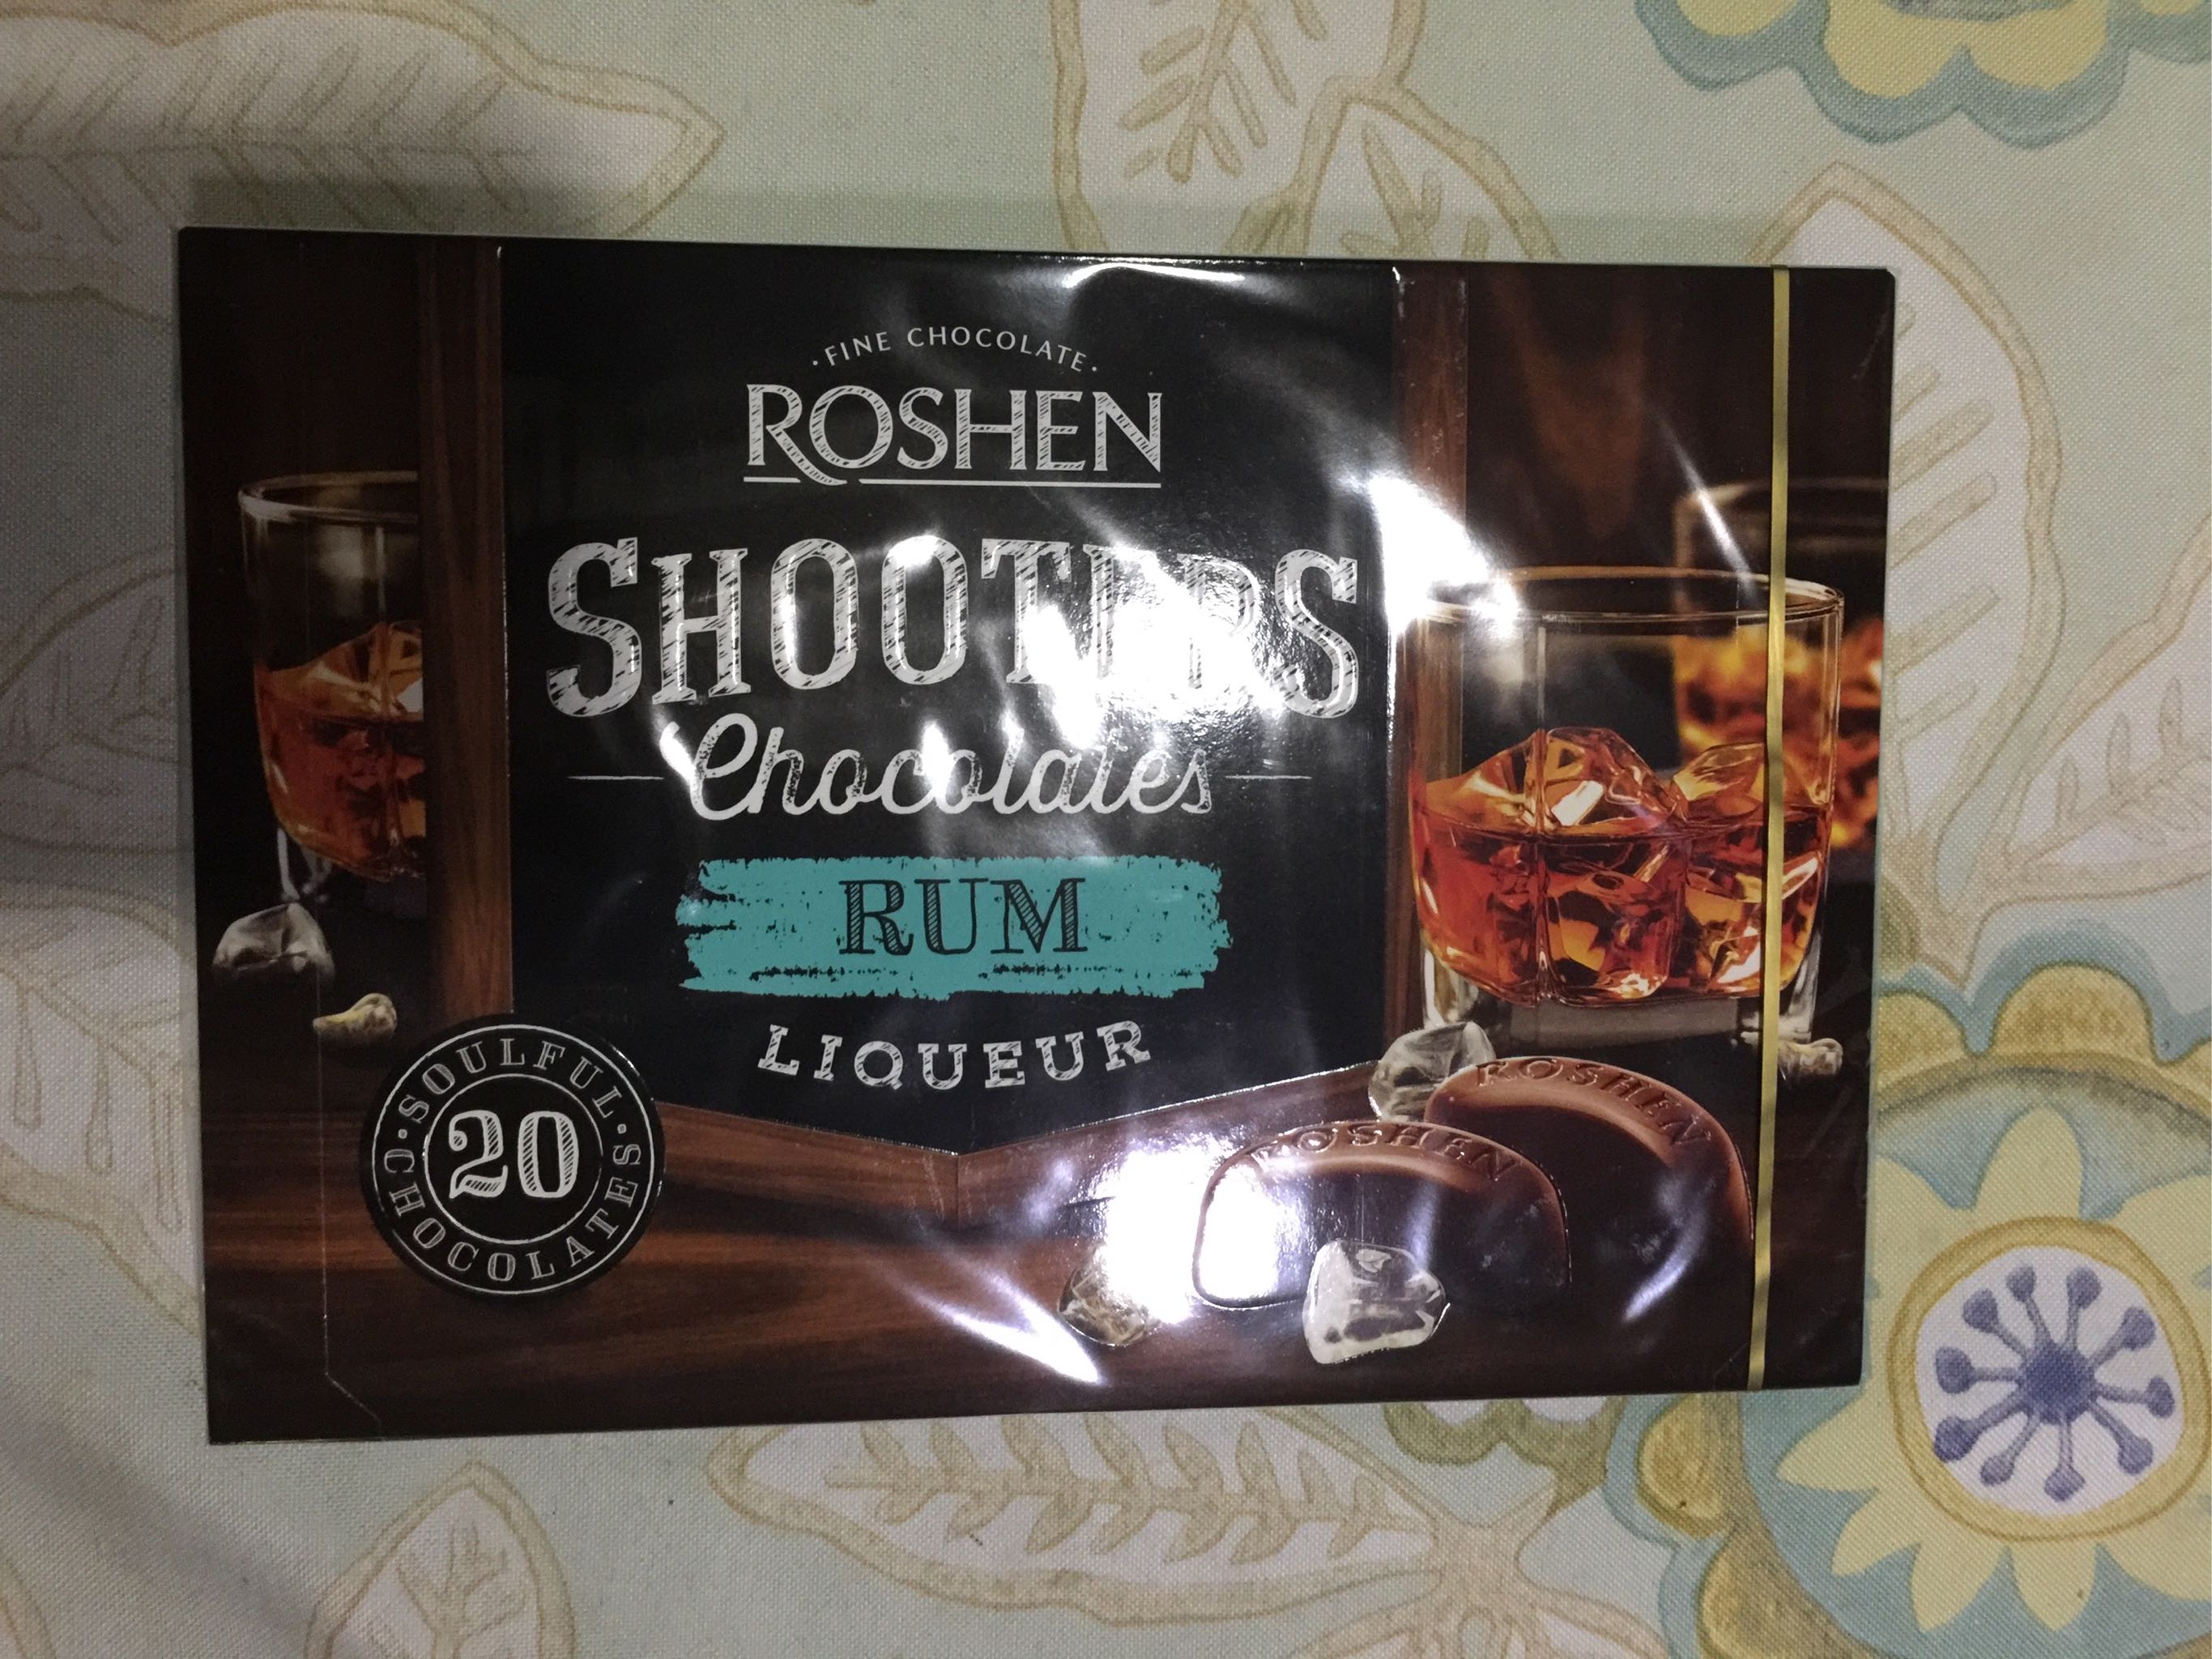 · FINE CHOCOLATE ·
ROSHEN
SHOOTERS
Chocolates
RUM
LIQUEUR
· SOULFUL ·
20
CHOCOLATES
ROSHEN
ROSHEN